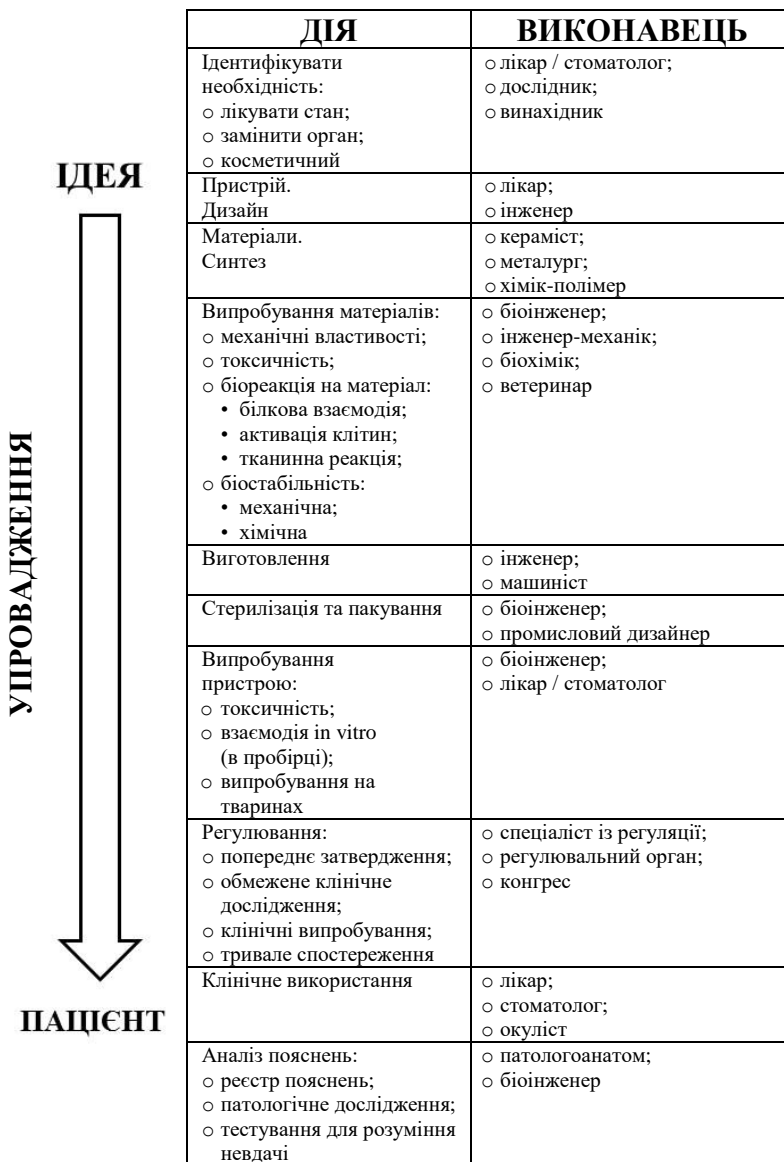 ДІЯ
ВИКОНАВЕЦЬ
Ідентифікувати
необхідність:
○ лікувати стан;
○ замінити орган;
○ косметичний
○ лікар / стоматолог;
○ дослідник;
○ винахідник
ІДЕЯ
Пристрій.
Дизайн
○ лікар;
○ інженер
Матеріали.
Синтез
○ кераміст;
○ металург;
○ хімік-полімер
Випробування матеріалів:
○ механічні властивості;
○ токсичність;
○ біореакція на матеріал:
• білкова взаємодія;
• активація клітин;
• тканинна реакція;
○ біостабільність:
• механічна;
• хімічна
○ біоінженер;
○ інженер-механік;
○ біохімік;
○ ветеринар
УПРОВАДЖЕННЯ
Виготовлення
○ інженер;
○ машиніст
Стерилізація та пакування
○ біоінженер;
○ промисловий дизайнер
Випробування
пристрою:
○ токсичність;
○ взаємодія in vitro
(в пробірці);
○ випробування на
тваринах
○ біоінженер;
○ лікар / стоматолог
Регулювання:
○ попереднє затвердження;
○ обмежене клінічне
дослідження;
○ клінічні випробування;
○ тривале спостереження
○ спеціаліст із регуляції;
○ регулювальний орган;
○ конгрес
Клінічне використання
○ лікар;
○ стоматолог;
○ окуліст
ПАЦІЄНТ
Аналіз пояснень:
○ реєстр пояснень;
○ патологічне дослідження;
○ тестування для розуміння
невдачі
○ патологоанатом;
○ біоінженер